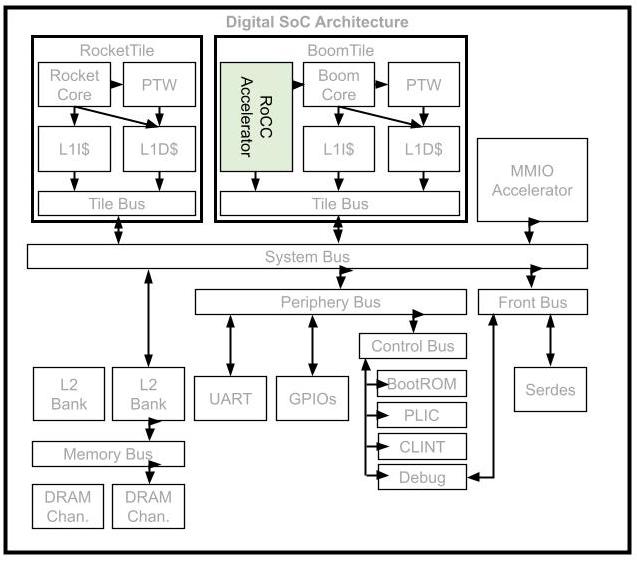 Digital SoC Architecture
RocketTile
Rocket
Core
PTW
L1I$
L1D$
Tile Bus
BoomTile
RoCC
Accelerator
Boom
Core
PTW
L1I$
L1D$
Tile Bus
MMIO
Accelerator
System Bus
Periphery Bus
Front Bus
Control Bus
L2
Bank
L2
Bank
UART
GPIOs
BootROM
PLIC
CLINT
Debug
Serdes
Memory Bus
DRAM
Chan.
DRAM
Chan.